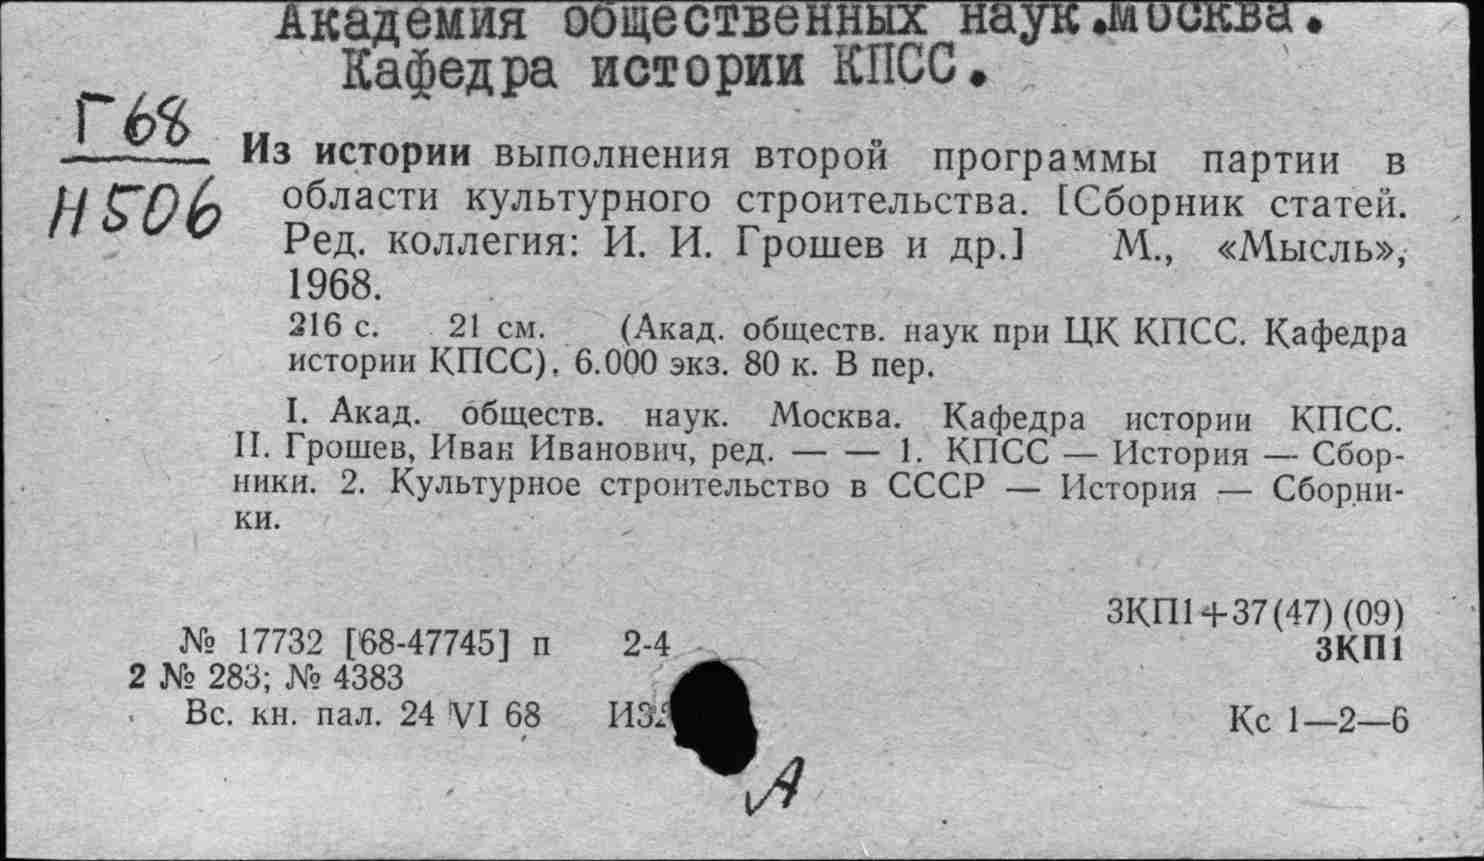 Академия общественных наук.Москва.
Кафедра истории КПСС.
Г68
Н506
Из истории выполнения второй программы партии в
области культурного строительства. [Сборник статей.
Ред. коллегия: И. И. Грошев и др.] М., «Мысль»,
1968.
216 с. 21 см. (Акад. обществ. наук при ЦК КПСС. Кафедра
истории КПСС). 6.000 экз. 80 к. В пер.
I. Акад. обществ. наук. Москва. Кафедра истории КПСС.
II. Грошев, Иван Иванович, ред. — — 1. КПСС — История — Сбор-
ники. 2. Культурное строительство в СССР — История — Сборни-
ки.
3КП1+37(47)(09)
№ 17732 [68-47745] п 2-4
3КП1
2 № 283; № 4383
Вс. кн. пал. 24 VI 68
Кс 1—2—6
А